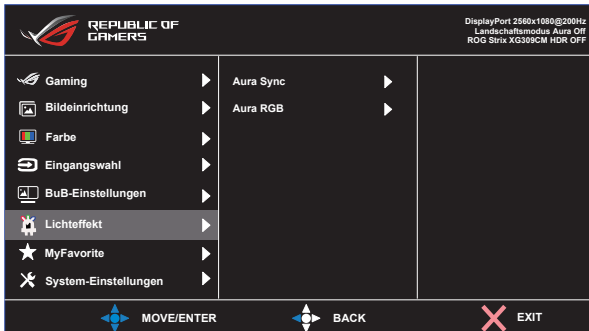 REPUBLIC OF
GAMERS
DisplayPort 2560x1080@200Hz
Landschaftsmodus Aura Off
ROG Strix XG309CM HDR OFF
Gaming
Bildeinrichtung
Farbe
Eingangswahl
BuB-Einstellungen
Lichteffekt
MyFavorite
System-Einstellungen
Aura Sync
Aura RGB
MOVE/ENTER
BACK
EXIT